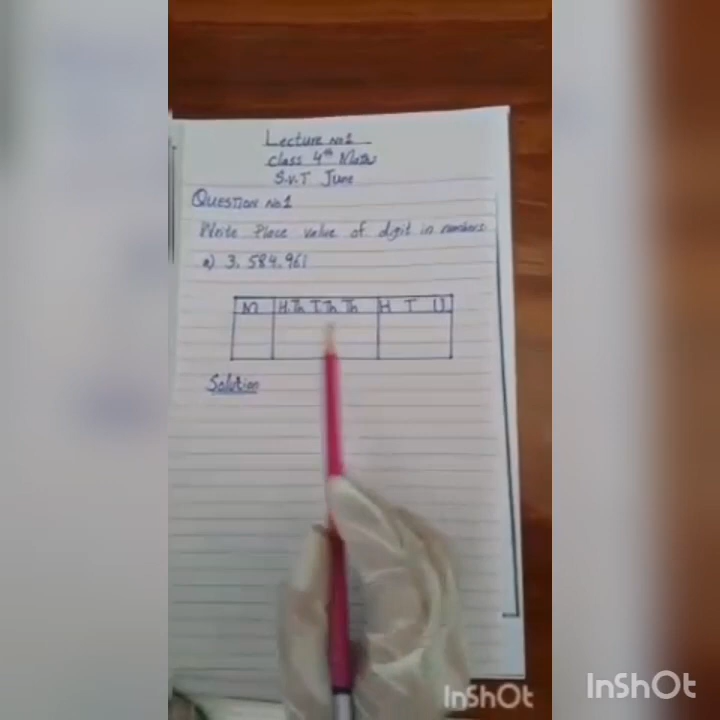 Lecture No1
Class 4th Maths
S.V.T June
QUESTION No1
Write Place value of digit in numbers
a) 3, 584, 961
M H.Th T.Th Th H T U
Solution
InShOt
InShOt